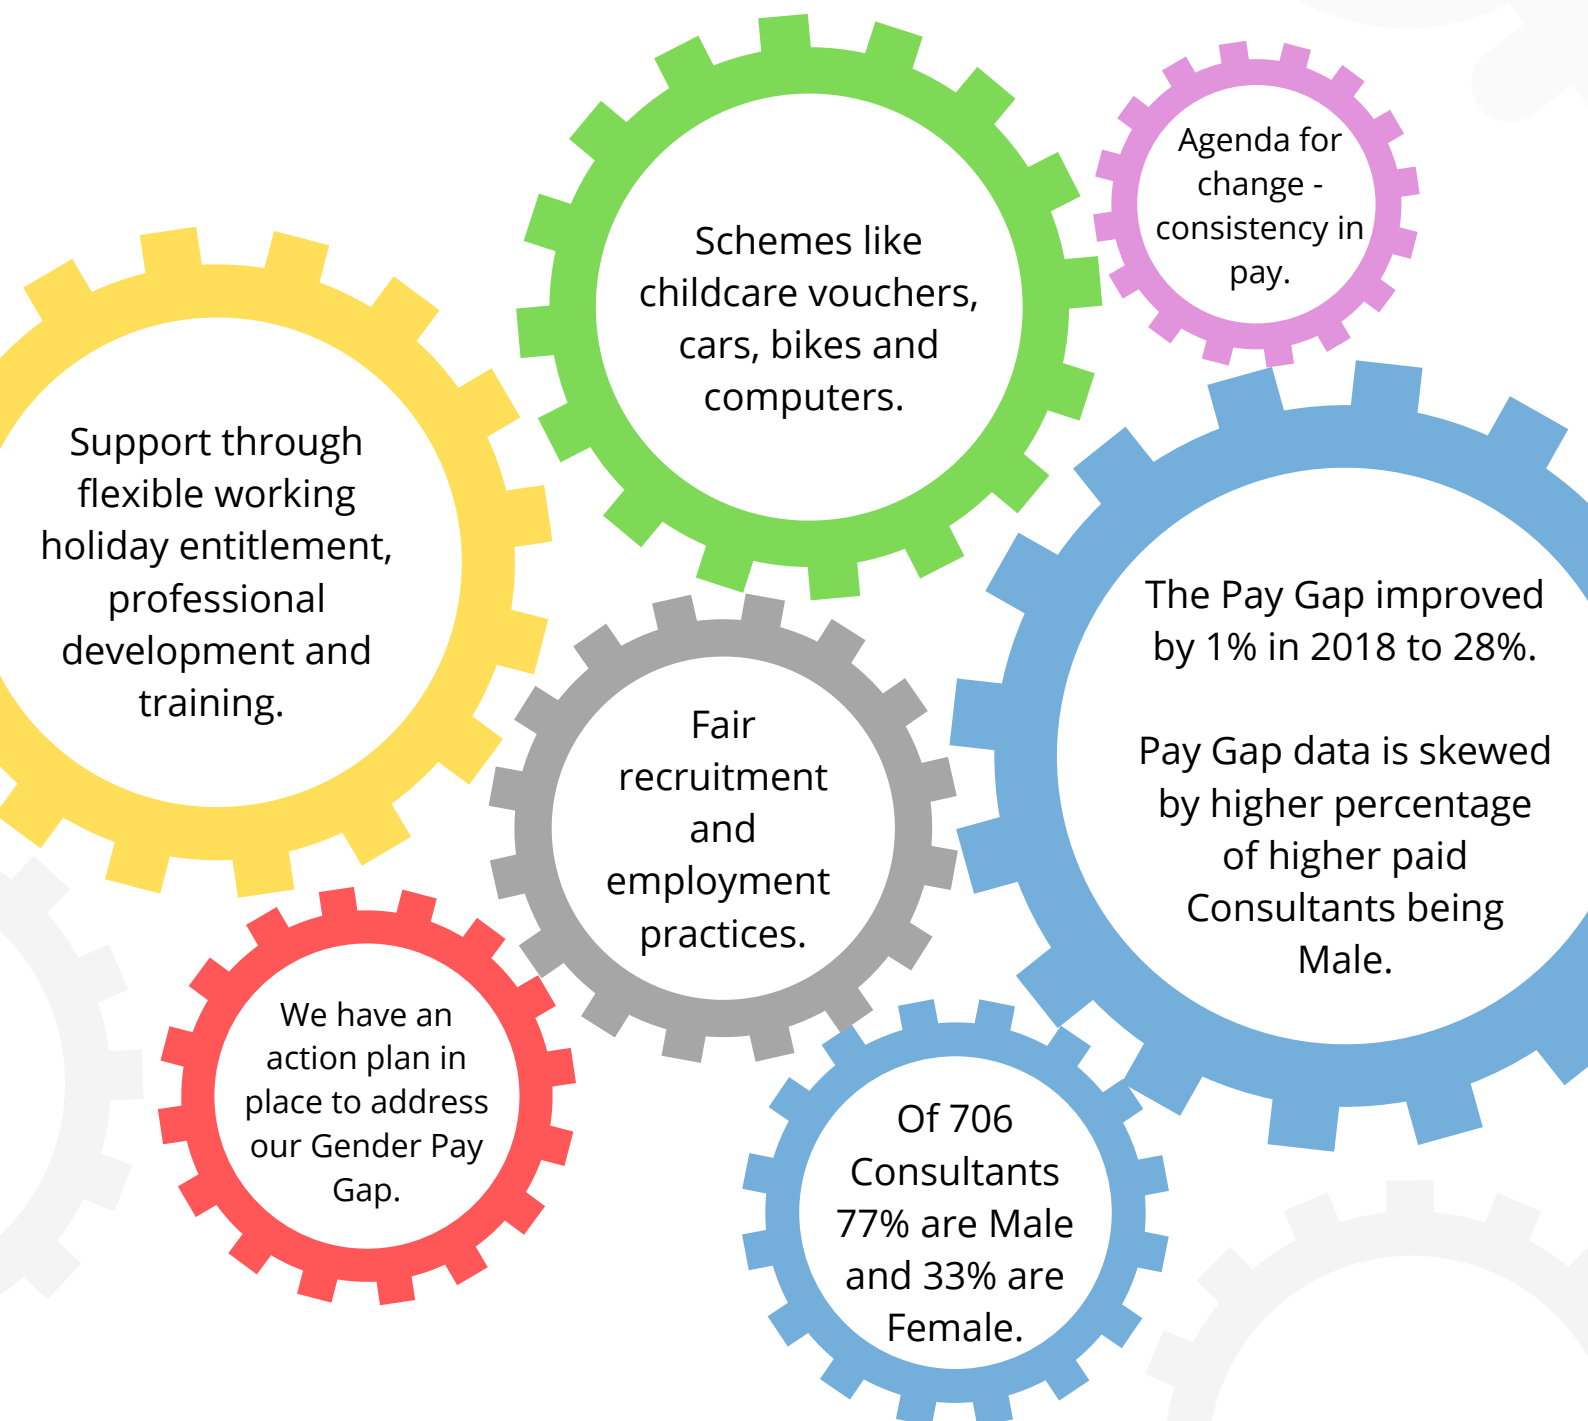 Agenda for
change -
consistency in
pay.
Schemes like
childcare vouchers,
cars, bikes and
computers.
Support through
flexible working
holiday entitlement,
professional
development and
training.
The Pay Gap improved
by 1% in 2018 to 28%.
Pay Gap data is skewed
by higher percentage
of higher paid
Consultants being
Male.
Fair
recruitment
and
employment
practices.
We have an
action plan in
place to address
our Gender Pay
Gap.
Of 706
Consultants
77% are Male
and 33% are
Female.